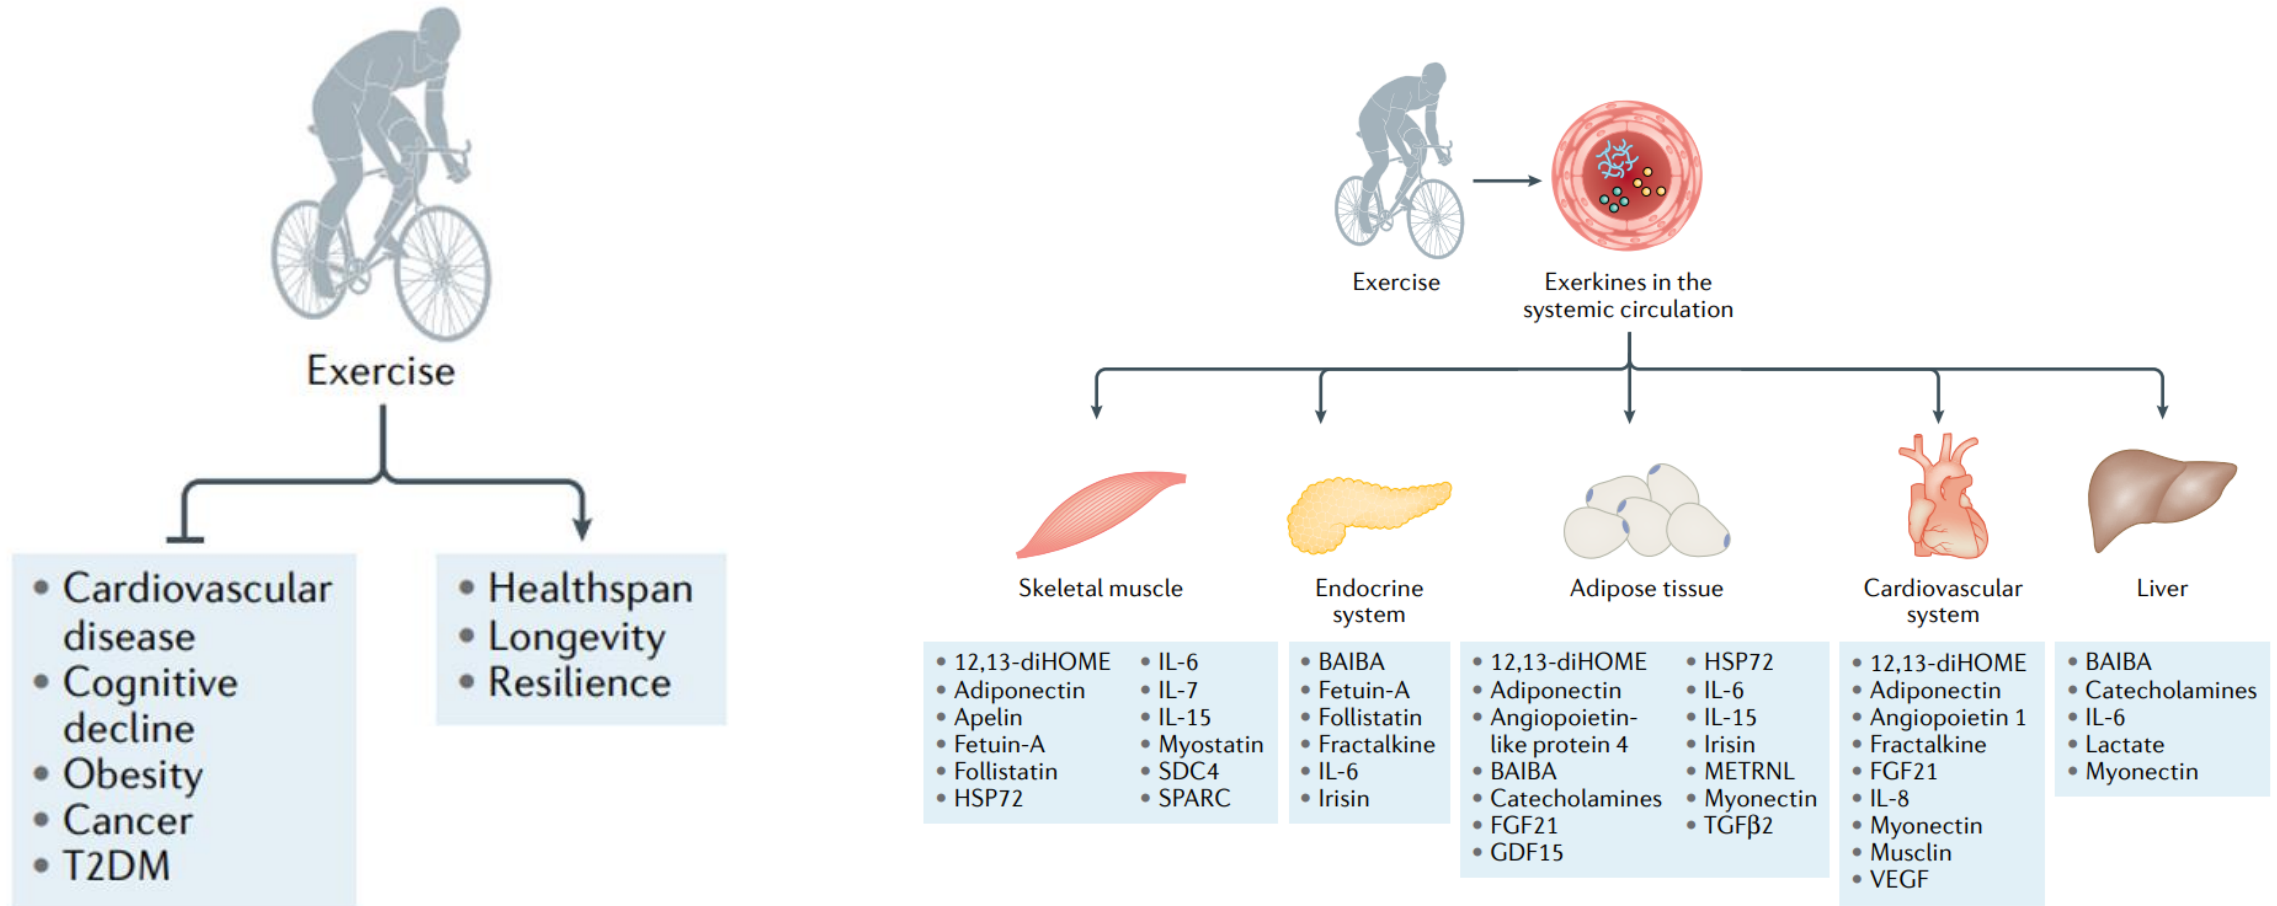 Exercise
• Cardiovascular
disease
• Cognitive
decline
• Obesity
• Cancer
• T2DM
• Healthspan
• Longevity
• Resilience
Exercise
Exerkines in the
systemic circulation
Skeletal muscle
• 12,13-diHOME
• Adiponectin
• Apelin
• Fetuin-A
• Follistatin
• HSP72
• IL-6
• IL-7
• IL-15
• Myostatin
• SDC4
• SPARC
Endocrine
system
• BAIBA
• Fetuin-A
• Follistatin
• Fractalkine
• IL-6
• Irisin
Adipose tissue
• 12,13-diHOME
• Adiponectin
• Angiopoietin-
like protein 4
• BAIBA
• Catecholamines
• FGF21
• GDF15
• HSP72
• IL-6
• IL-15
• Irisin
• METRNL
• Myonectin
• TGFβ2
Cardiovascular
system
• 12,13-diHOME
• Adiponectin
• Angiopoietin 1
• Fractalkine
• FGF21
• IL-8
• Myonectin
• Musclin
• VEGF
Liver
• BAIBA
• Catecholamines
• IL-6
• Lactate
• Myonectin